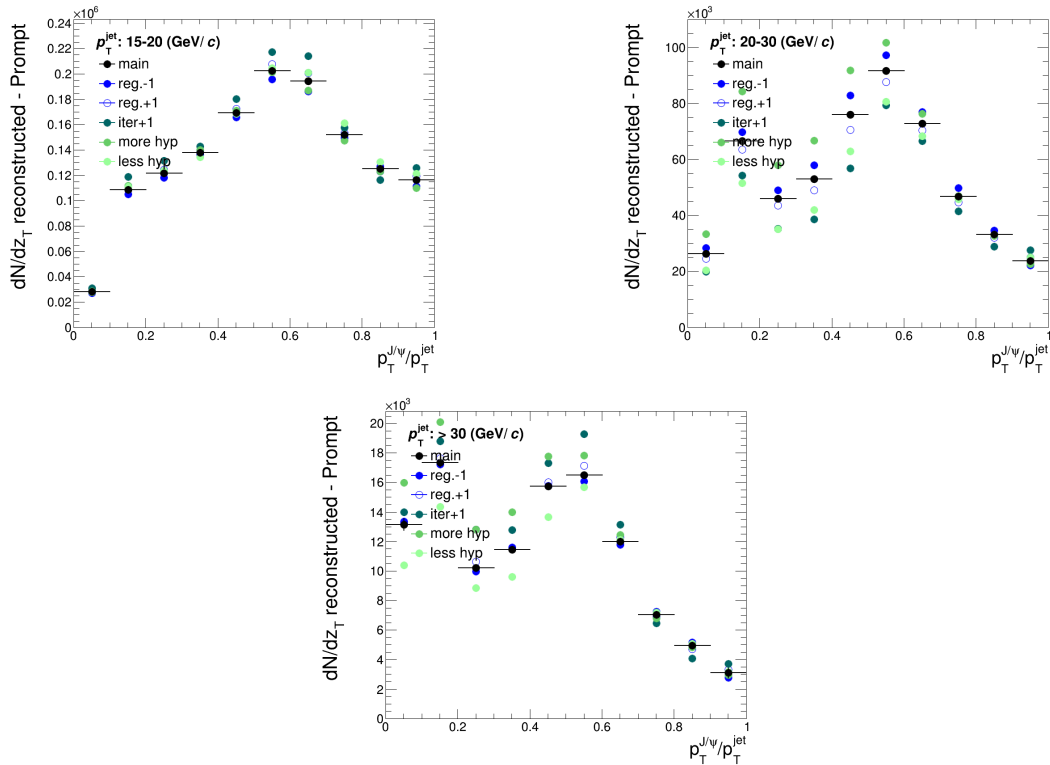 ×10⁶
dN/dz_T reconstructed - Prompt
0.24
0.22
0.2
0.18
0.16
0.14
0.12
0.1
0.08
0.06
0.04
0.02
0
p_T^jet: 15-20 (GeV/c)
main
reg.-1
reg.+1
iter+1
more hyp
less hyp
0 0.2 0.4 0.6 0.8 1
p_T^J/ψ/p_T^jet
×10³
dN/dz_T reconstructed - Prompt
100
80
60
40
20
0
p_T^jet: 20-30 (GeV/c)
main
reg.-1
reg.+1
iter+1
more hyp
less hyp
0 0.2 0.4 0.6 0.8 1
p_T^J/ψ/p_T^jet
×10³
dN/dz_T reconstructed - Prompt
20
18
16
14
12
10
8
6
4
2
0
p_T^jet: > 30 (GeV/c)
main
reg.-1
reg.+1
iter+1
more hyp
less hyp
0 0.2 0.4 0.6 0.8 1
p_T^J/ψ/p_T^jet